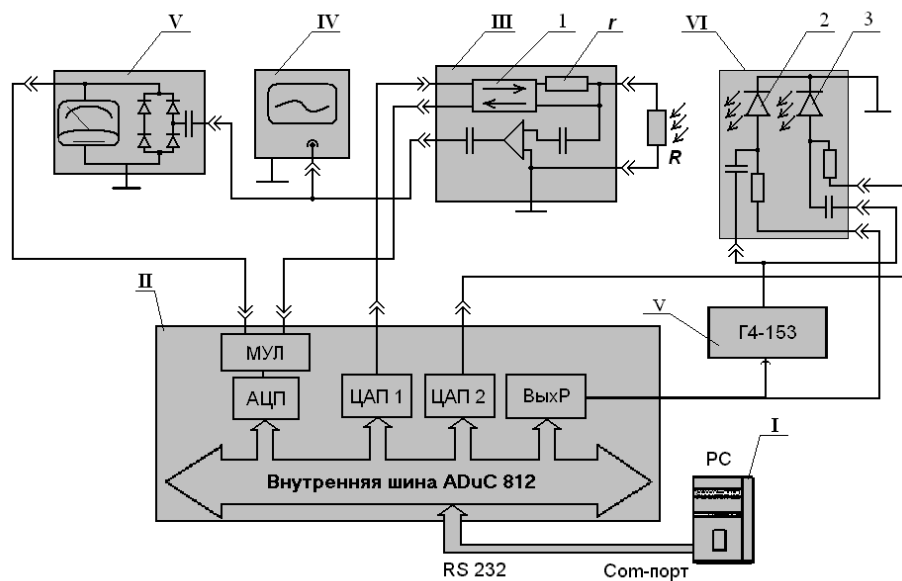 V
IV
III
1
r
VI
2
3
R
II
V
Г4-153
МУЛ
АЦП
ЦАП 1
ЦАП 2
ВыхР
I
PC
Внутренняя шина ADuC 812
RS 232
Com-порт